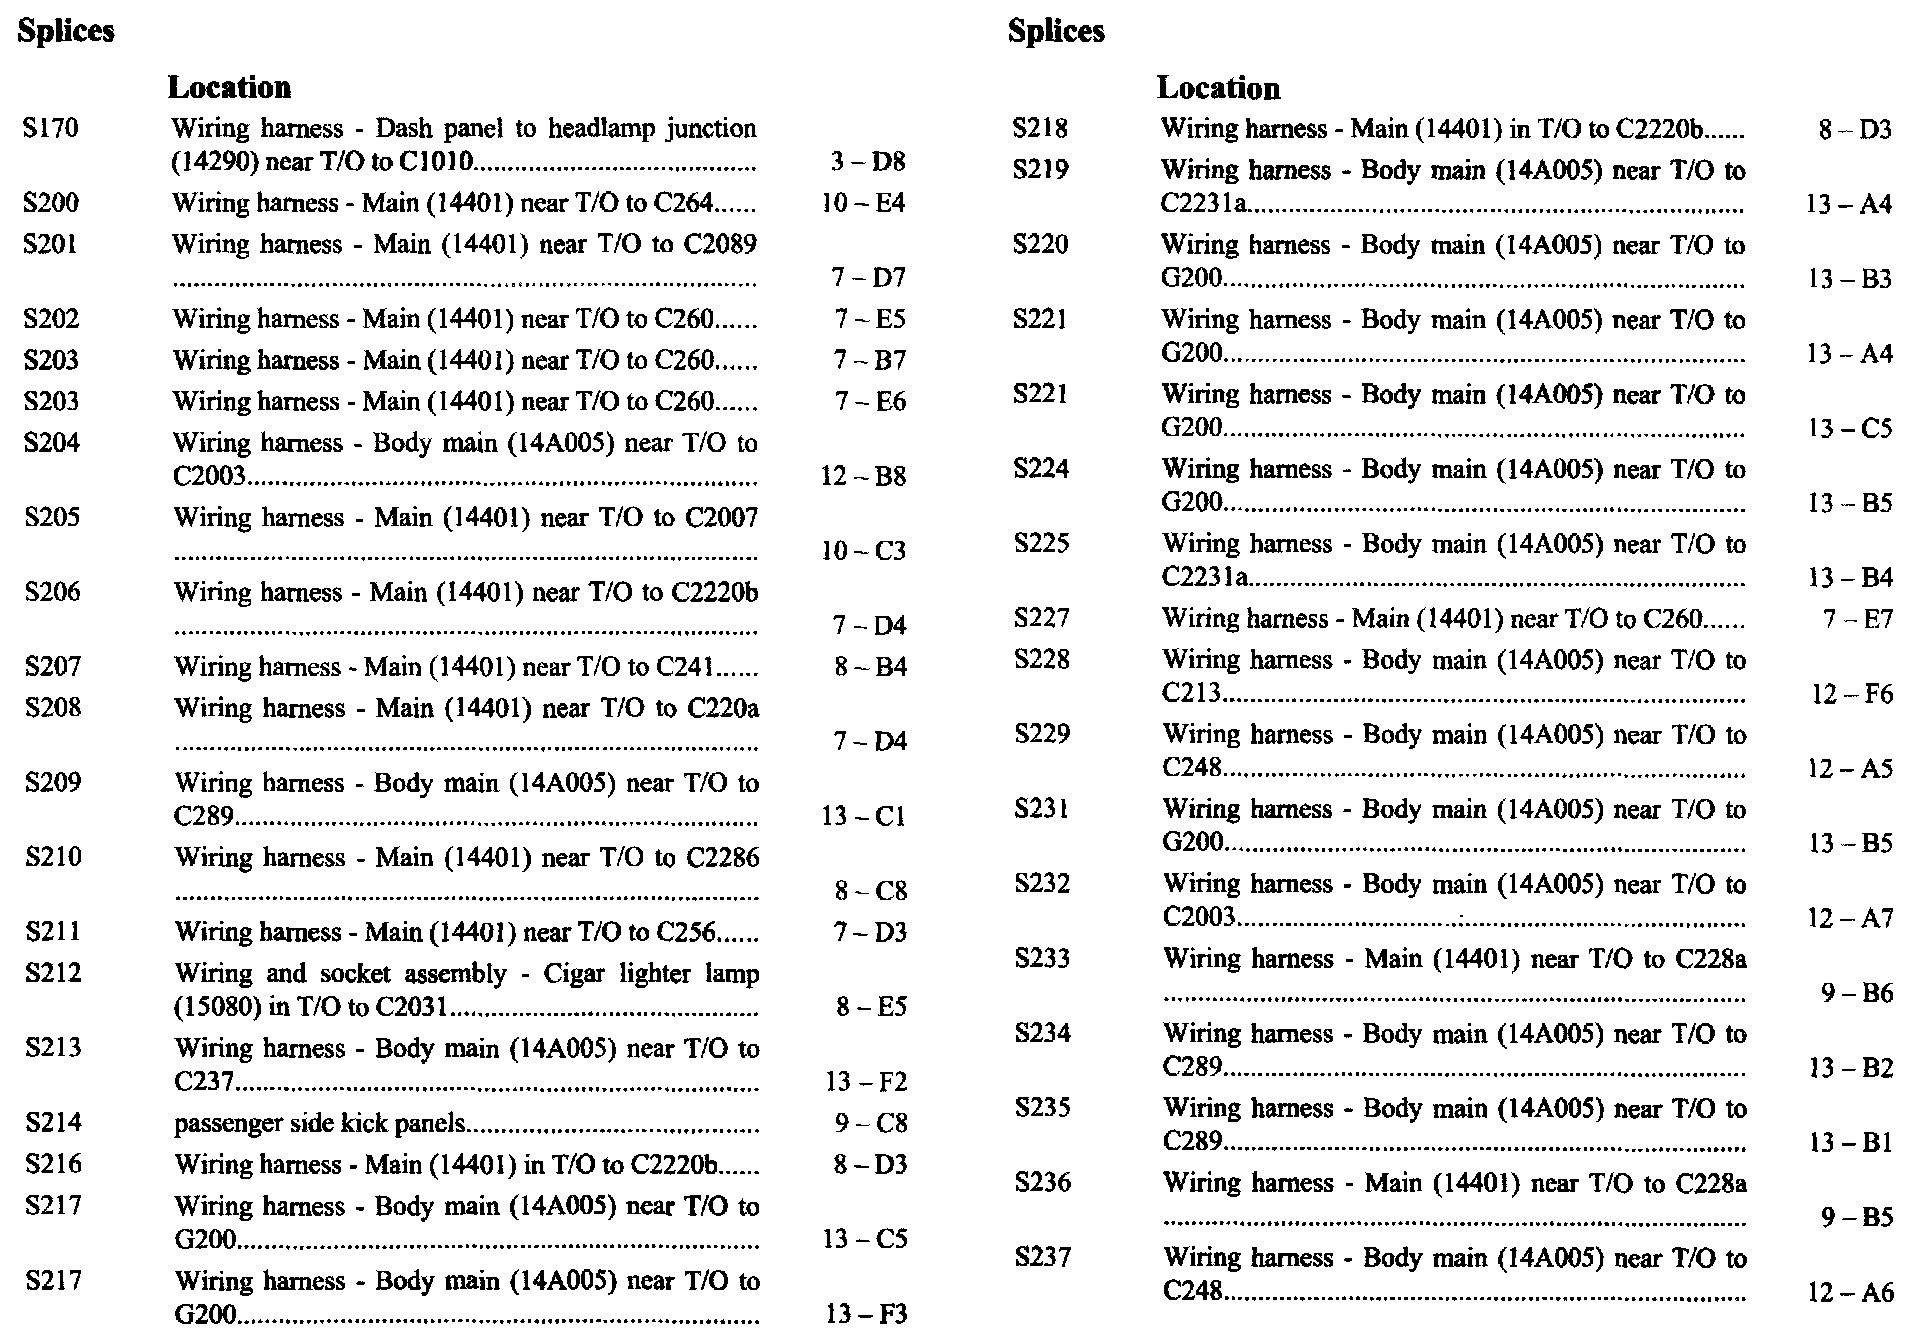 Splices
Location
S170 Wiring harness - Dash panel to headlamp junction
(14290) near T/O to C1010 3 – D8
S200 Wiring harness - Main (14401) near T/O to C264 10 – E4
S201 Wiring harness - Main (14401) near T/O to C2089
7 – D7
S202 Wiring harness - Main (14401) near T/O to C260 7 – E5
S203 Wiring harness - Main (14401) near T/O to C260 7 – B7
S203 Wiring harness - Main (14401) near T/O to C260 7 – E6
S204 Wiring harness - Body main (14A005) near T/O to
C2003 12 – B8
S205 Wiring harness - Main (14401) near T/O to C2007
10 – C3
S206 Wiring harness - Main (14401) near T/O to C2220b
7 – D4
S207 Wiring harness - Main (14401) near T/O to C241 8 – B4
S208 Wiring harness - Main (14401) near T/O to C220a
7 – D4
S209 Wiring harness - Body main (14A005) near T/O to
C289 13 – C1
S210 Wiring harness - Main (14401) near T/O to C2286
8 – C8
S211 Wiring harness - Main (14401) near T/O to C256 7 – D3
S212 Wiring and socket assembly - Cigar lighter lamp
(15080) in T/O to C2031 8 – E5
S213 Wiring harness - Body main (14A005) near T/O to
C237 13 – F2
S214 passenger side kick panels 9 – C8
S216 Wiring harness - Main (14401) in T/O to C2220b 8 – D3
S217 Wiring harness - Body main (14A005) near T/O to
G200 13 – C5
S217 Wiring harness - Body main (14A005) near T/O to
G200 13 – F3
Splices
Location
S218 Wiring harness - Main (14401) in T/O to C2220b 8 – D3
S219 Wiring harness - Body main (14A005) near T/O to
C2231a 13 – A4
S220 Wiring harness - Body main (14A005) near T/O to
G200 13 – B3
S221 Wiring harness - Body main (14A005) near T/O to
G200 13 – A4
S221 Wiring harness - Body main (14A005) near T/O to
G200 13 – C5
S224 Wiring harness - Body main (14A005) near T/O to
G200 13 – B5
S225 Wiring harness - Body main (14A005) near T/O to
C2231a 13 – B4
S227 Wiring harness - Main (14401) near T/O to C260 7 – E7
S228 Wiring harness - Body main (14A005) near T/O to
C213 12 – F6
S229 Wiring harness - Body main (14A005) near T/O to
C248 12 – A5
S231 Wiring harness - Body main (14A005) near T/O to
G200 13 – B5
S232 Wiring harness - Body main (14A005) near T/O to
C2003 12 – A7
S233 Wiring harness - Main (14401) near T/O to C228a
9 – B6
S234 Wiring harness - Body main (14A005) near T/O to
C289 13 – B2
S235 Wiring harness - Body main (14A005) near T/O to
C289 13 – B1
S236 Wiring harness - Main (14401) near T/O to C228a
9 – B5
S237 Wiring harness - Body main (14A005) near T/O to
C248 12 – A6